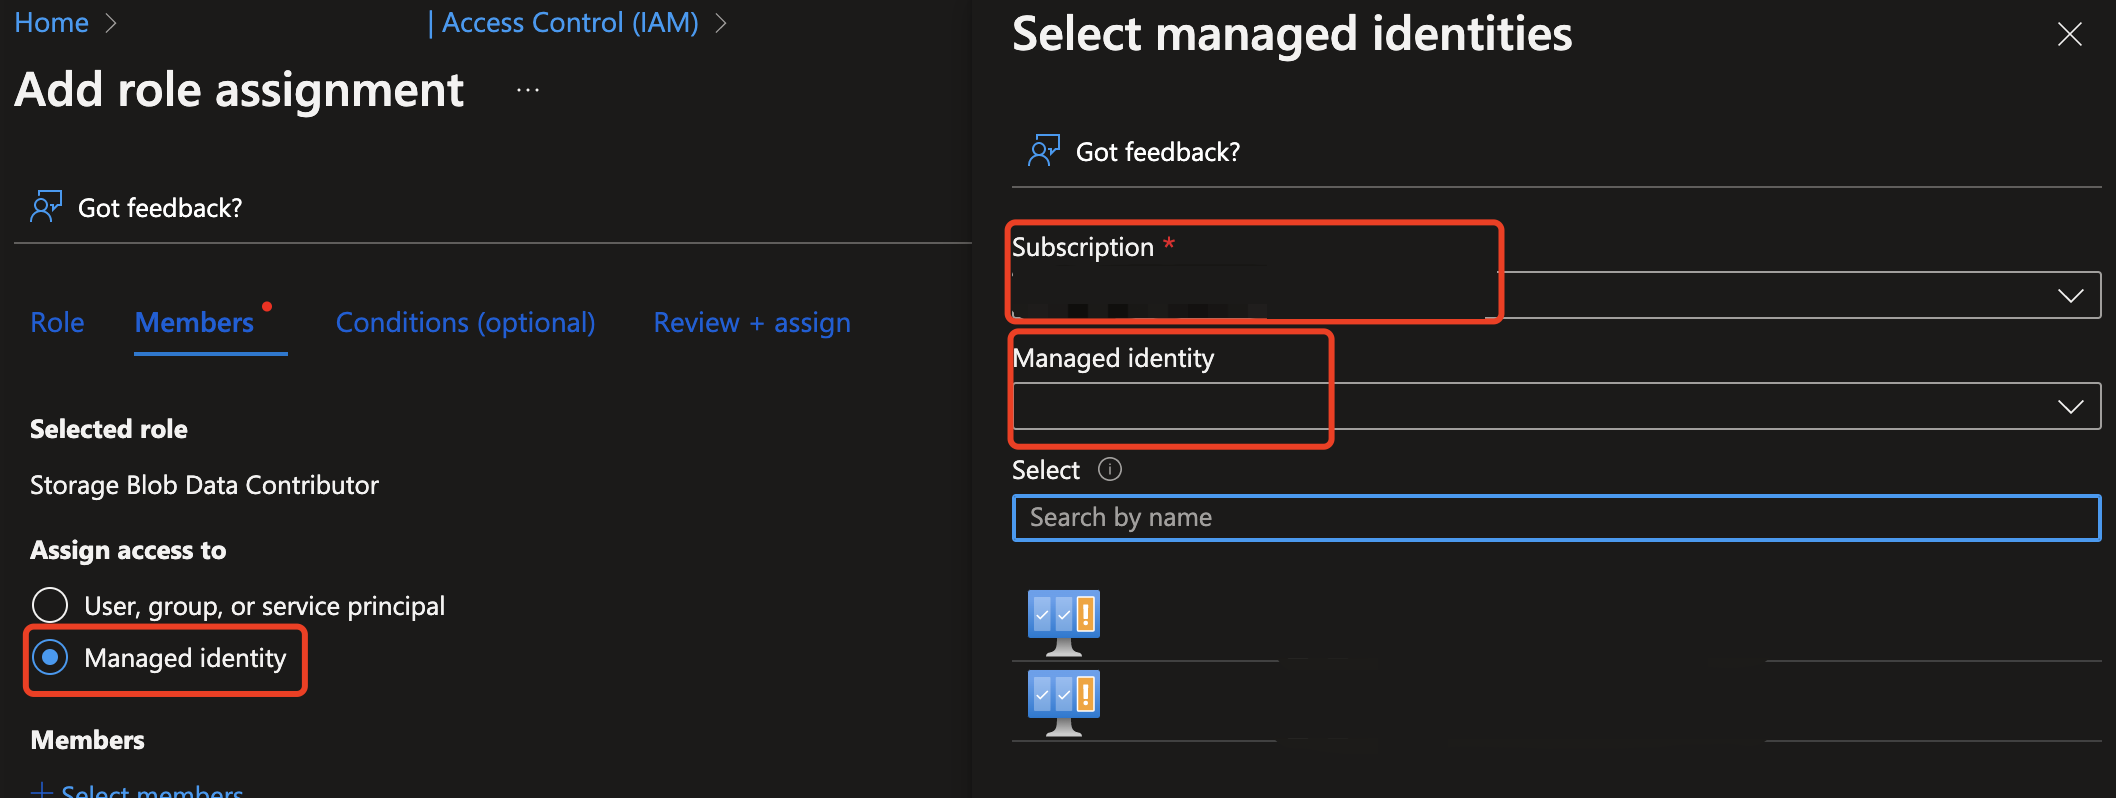 Home > | Access Control (IAM) >
Add role assignment ...
Got feedback?
Role Members Conditions (optional) Review + assign
Selected role
Storage Blob Data Contributor
Assign access to
User, group, or service principal
Managed identity
Members
+ Select members
Select managed identities
Got feedback?
Subscription *
Managed identity
Select
Search by name